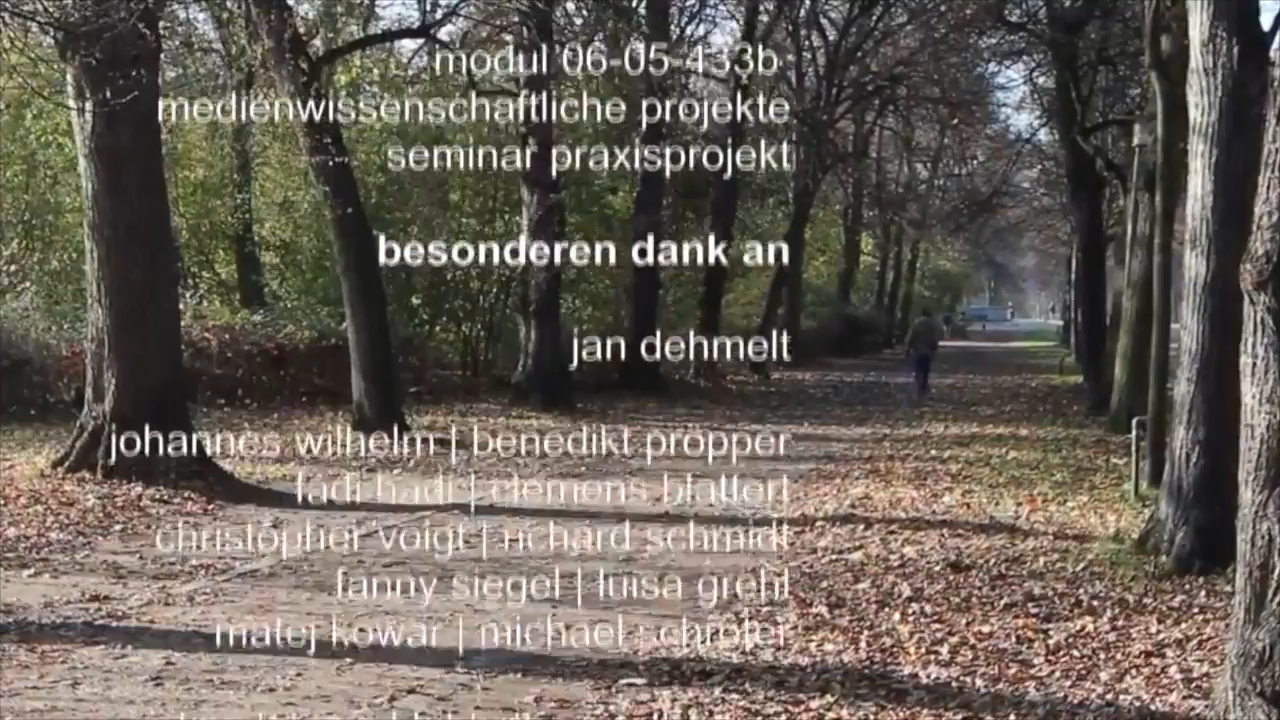 modul 06-05-433b
medienwissenschaftliche projekte
seminar praxisprojekt
besonderen dank an
jan dehmelt
johannes wilhelm | benedikt pröpper
fadi hadi | clemens
christopher voigt | richard schmidt
fanny siegel | luisa grehl
matej kowar | michael schröter